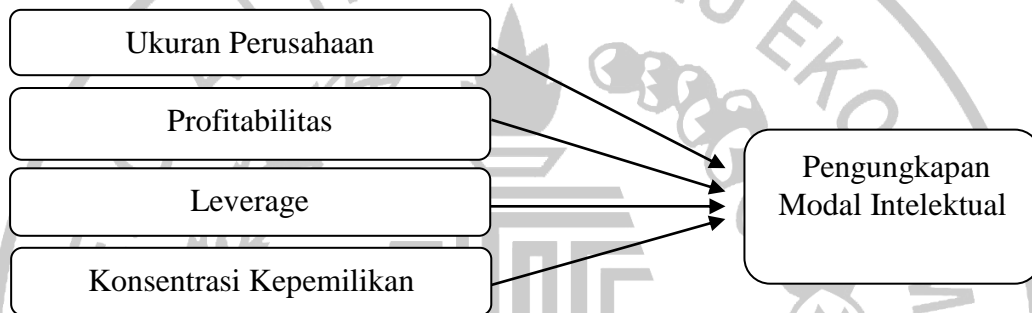 Ukuran Perusahaan
Profitabilitas
Leverage
Konsentrasi Kepemilikan
Pengungkapan
Modal Intelektual